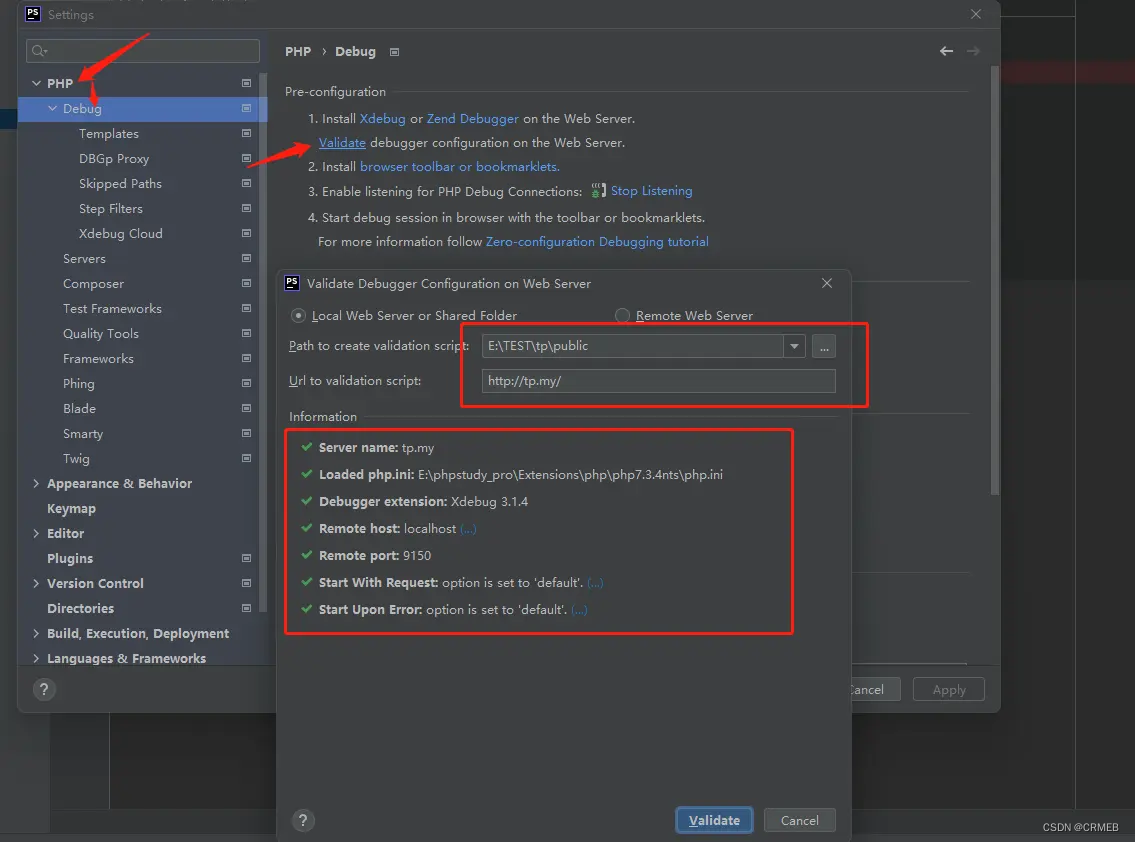 PS Settings
PHP › Debug
PHP
Debug
Templates
DBGp Proxy
Skipped Paths
Step Filters
Xdebug Cloud
Servers
Composer
Test Frameworks
Quality Tools
Frameworks
Phing
Blade
Smarty
Twig
Appearance & Behavior
Keymap
Editor
Plugins
Version Control
Directories
Build, Execution, Deployment
Languages & Frameworks
?
Pre-configuration
1. Install Xdebug or Zend Debugger on the Web Server.
Validate debugger configuration on the Web Server.
2. Install browser toolbar or bookmarklets.
3. Enable listening for PHP Debug Connections: Stop Listening
4. Start debug session in browser with the toolbar or bookmarklets.
For more information follow Zero-configuration Debugging tutorial
PS Validate Debugger Configuration on Web Server
Local Web Server or Shared Folder Remote Web Server
Path to create validation script: E:\TEST\tp\public ...
Url to validation script: http://tp.my/
Information
Server name: tp.my
Loaded php.ini: E:\phpstudy_pro\Extensions\php\php7.3.4nts\php.ini
Debugger extension: Xdebug 3.1.4
Remote host: localhost (...)
Remote port: 9150
Start With Request: option is set to 'default'. (...)
Start Upon Error: option is set to 'default'. (...)
Cancel Apply
? Validate Cancel
CSDN @CRMEB